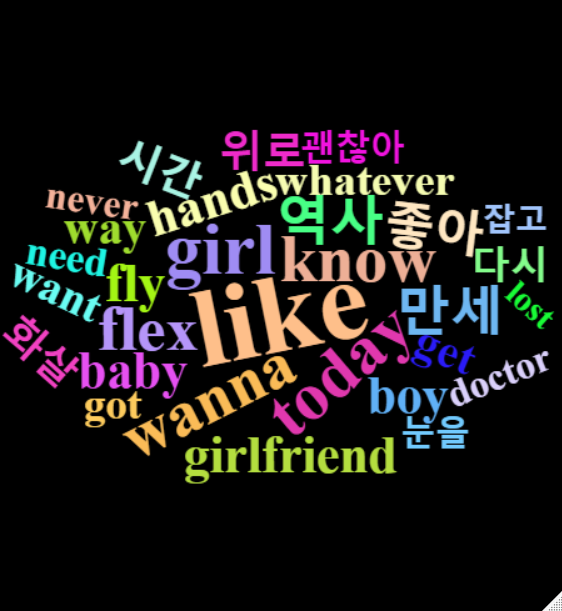 위로
괜찮아
시간
handswhatever
never
역사
좋아
잡고
way
girl
know
다시
need
fly
want
like
만세
lost
flex
today
get
화살
baby
wanna
boy
doctor
got
눈을
girlfriend